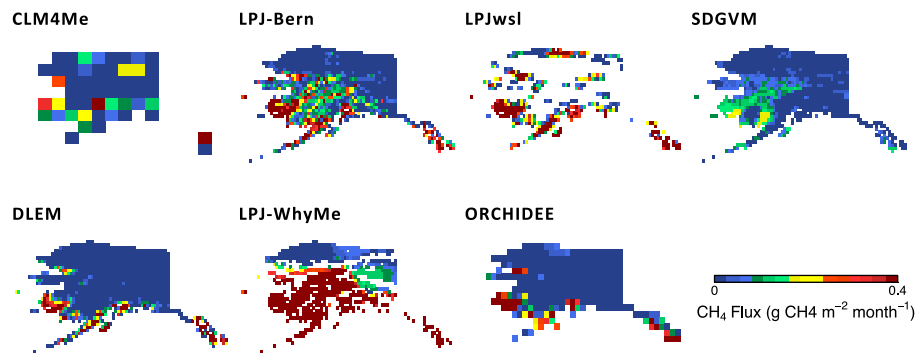 CLM4Me LPJ-Bern LPJwsl SDGVM
DLEM LPJ-WhyMe ORCHIDEE
0 0.4
CH₄ Flux (g CH4 m⁻² month⁻¹)